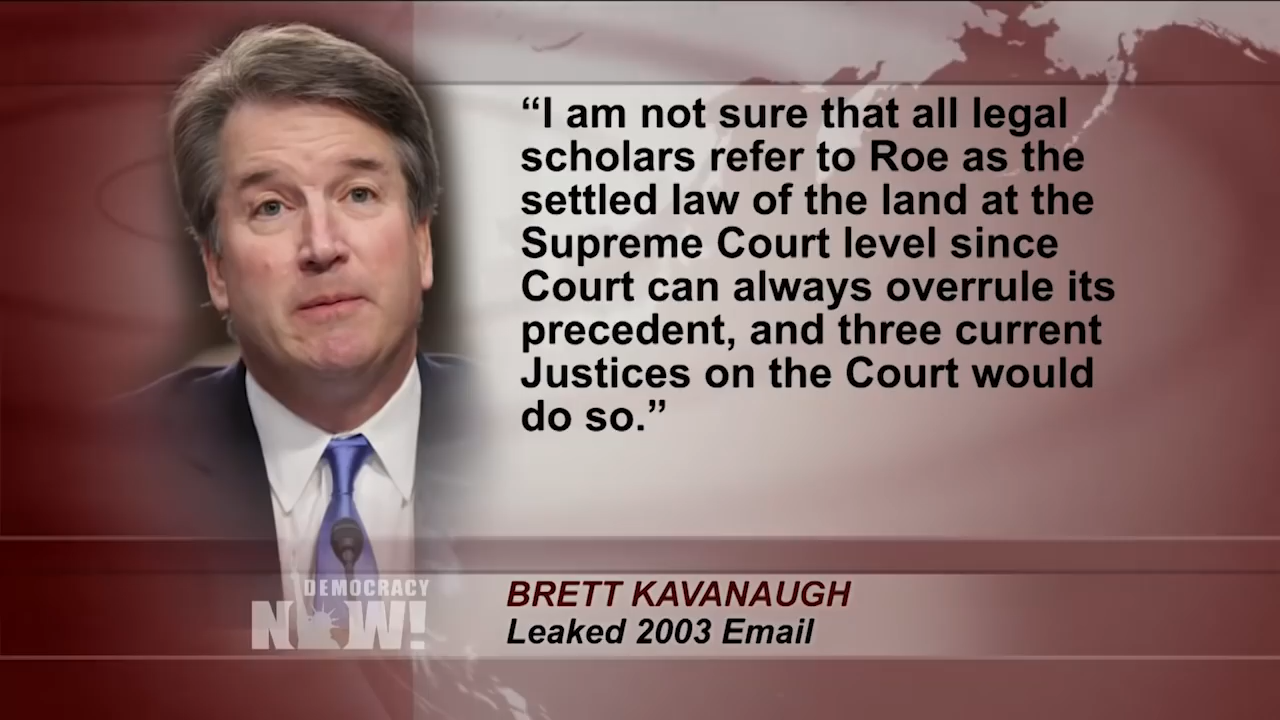 “I am not sure that all legal
scholars refer to Roe as the
settled law of the land at the
Supreme Court level since
Court can always overrule its
precedent, and three current
Justices on the Court would
do so.”
DEMOCRACY
NOW!
BRETT KAVANAUGH
Leaked 2003 Email